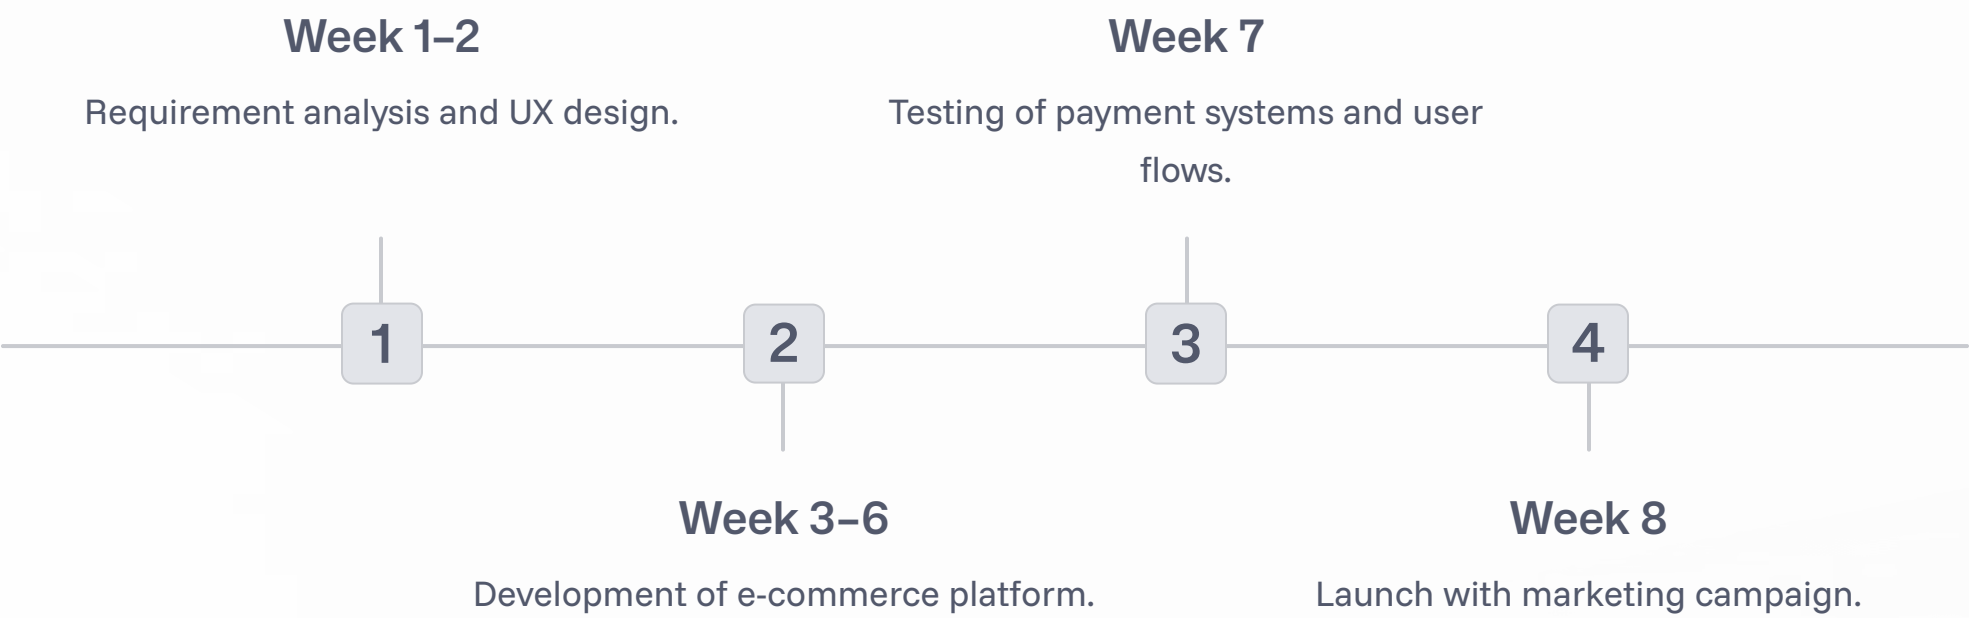 Week 1–2
Requirement analysis and UX design.
Week 7
Testing of payment systems and user
flows.
1
2
3
4
Week 3–6
Development of e-commerce platform.
Week 8
Launch with marketing campaign.